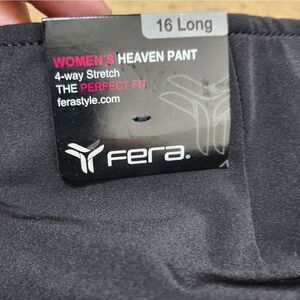 16 Long
WOMEN'S HEAVEN PANT
4-way Stretch
THE PERFECT FIT
ferastyle.com
fera®